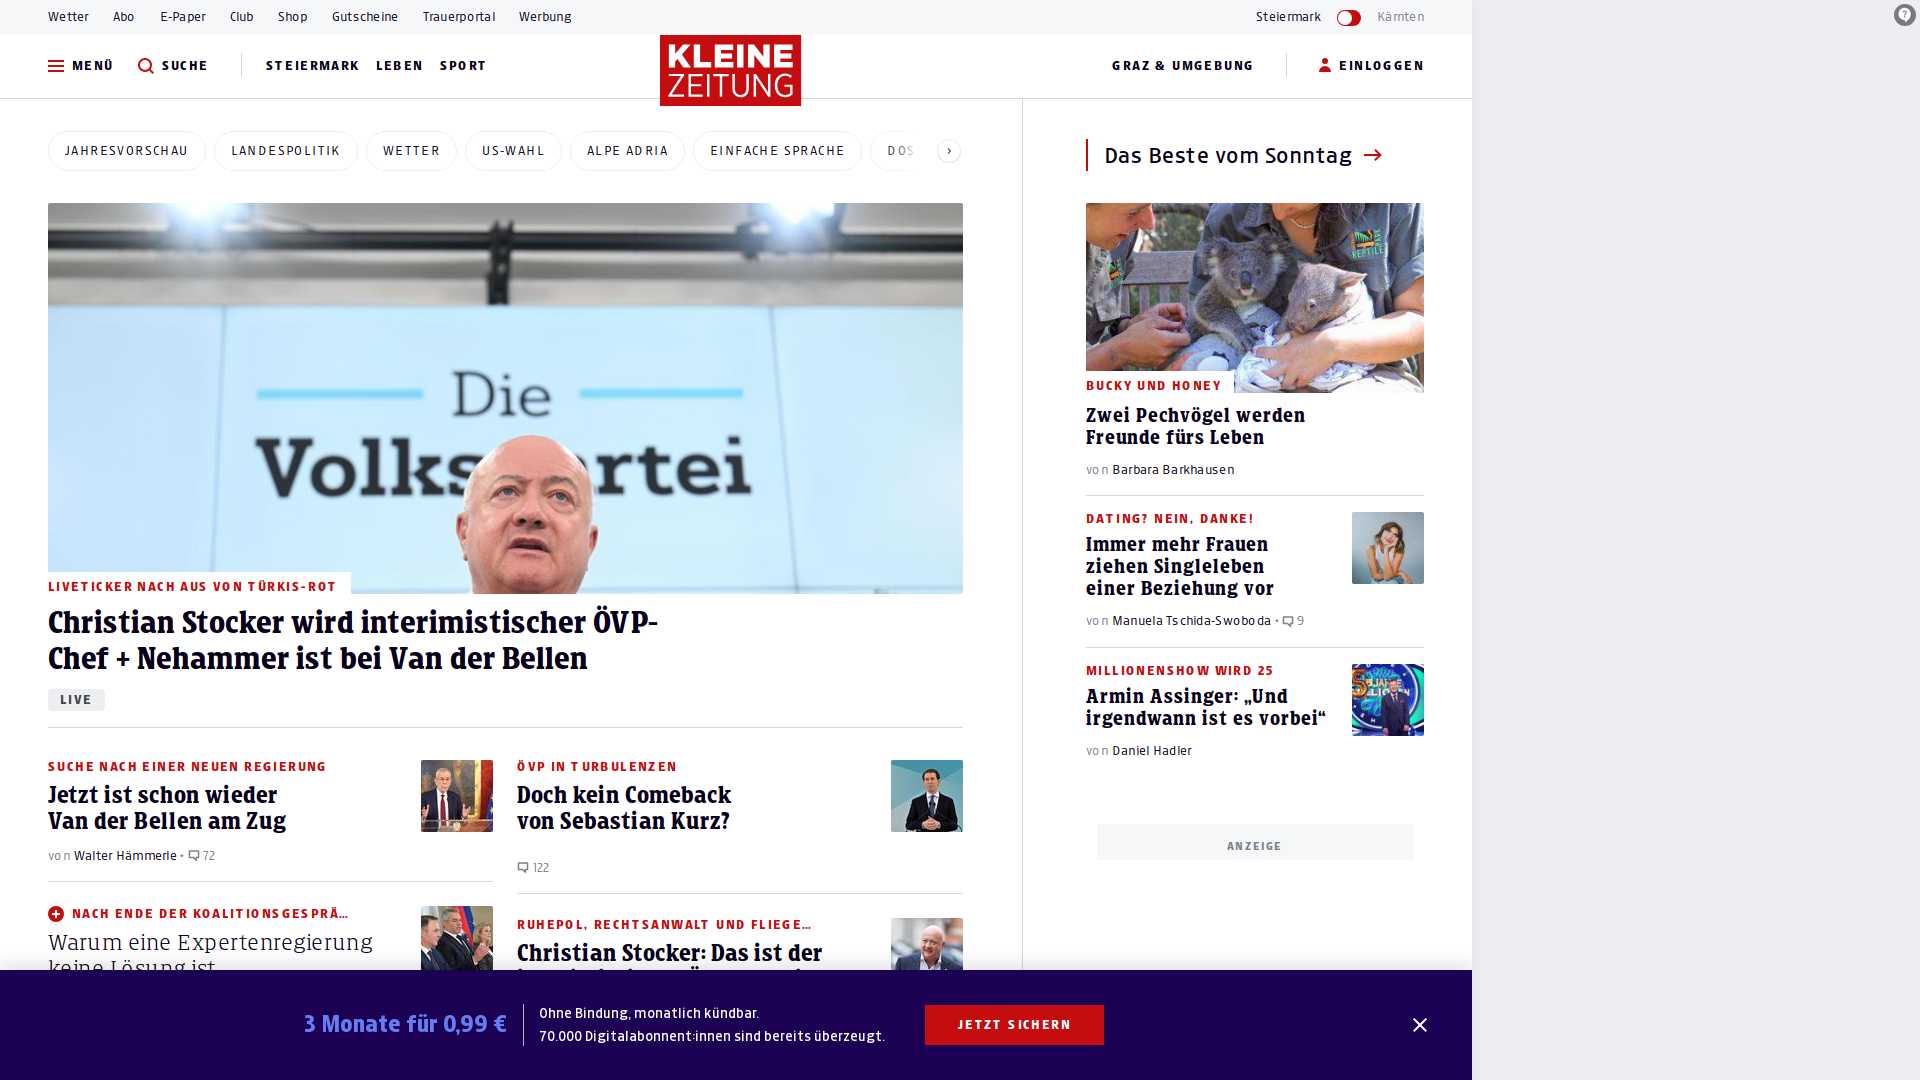 Wetter Abo E-Paper Club Shop Gutscheine Trauerportal Werbung Steiermark Kärnten
MENÜ SUCHE STEIERMARK LEBEN SPORT KLEINE ZEITUNG GRAZ & UMGEBUNG EINLOGGEN
JAHRESVORSCHAU LANDESPOLITIK WETTER US-WAHL ALPE ADRIA EINFACHE SPRACHE DOS
Die
LIVETICKER NACH AUS VON TÜRKIS-ROT
Christian Stocker wird interimistischer ÖVP-
Chef + Nehammer ist bei Van der Bellen
LIVE
SUCHE NACH EINER NEUEN REGIERUNG
Jetzt ist schon wieder
Van der Bellen am Zug
von Walter Hämmerle • 72
NACH ENDE DER KOALITIONSGESPRÄ…
Warum eine Expertenregierung
keine Lösung ist
ÖVP IN TURBULENZEN
Doch kein Comeback
von Sebastian Kurz?
122
RUHEPOL, RECHTSANWALT UND FLIEGE…
Christian Stocker: Das ist der
Das Beste vom Sonntag
REPTILE
BUCKY UND HONEY
Zwei Pechvögel werden
Freunde fürs Leben
von Barbara Barkhausen
DATING? NEIN, DANKE!
Immer mehr Frauen
ziehen Singleleben
einer Beziehung vor
von Manuela Tschida-Swoboda • 9
MILLIONENSHOW WIRD 25
Armin Assinger: „Und
irgendwann ist es vorbei“
von Daniel Hadler
ANZEIGE
3 Monate für 0,99 €
Ohne Bindung, monatlich kündbar.
70.000 Digitalabonnent:innen sind bereits überzeugt.
JETZT SICHERN